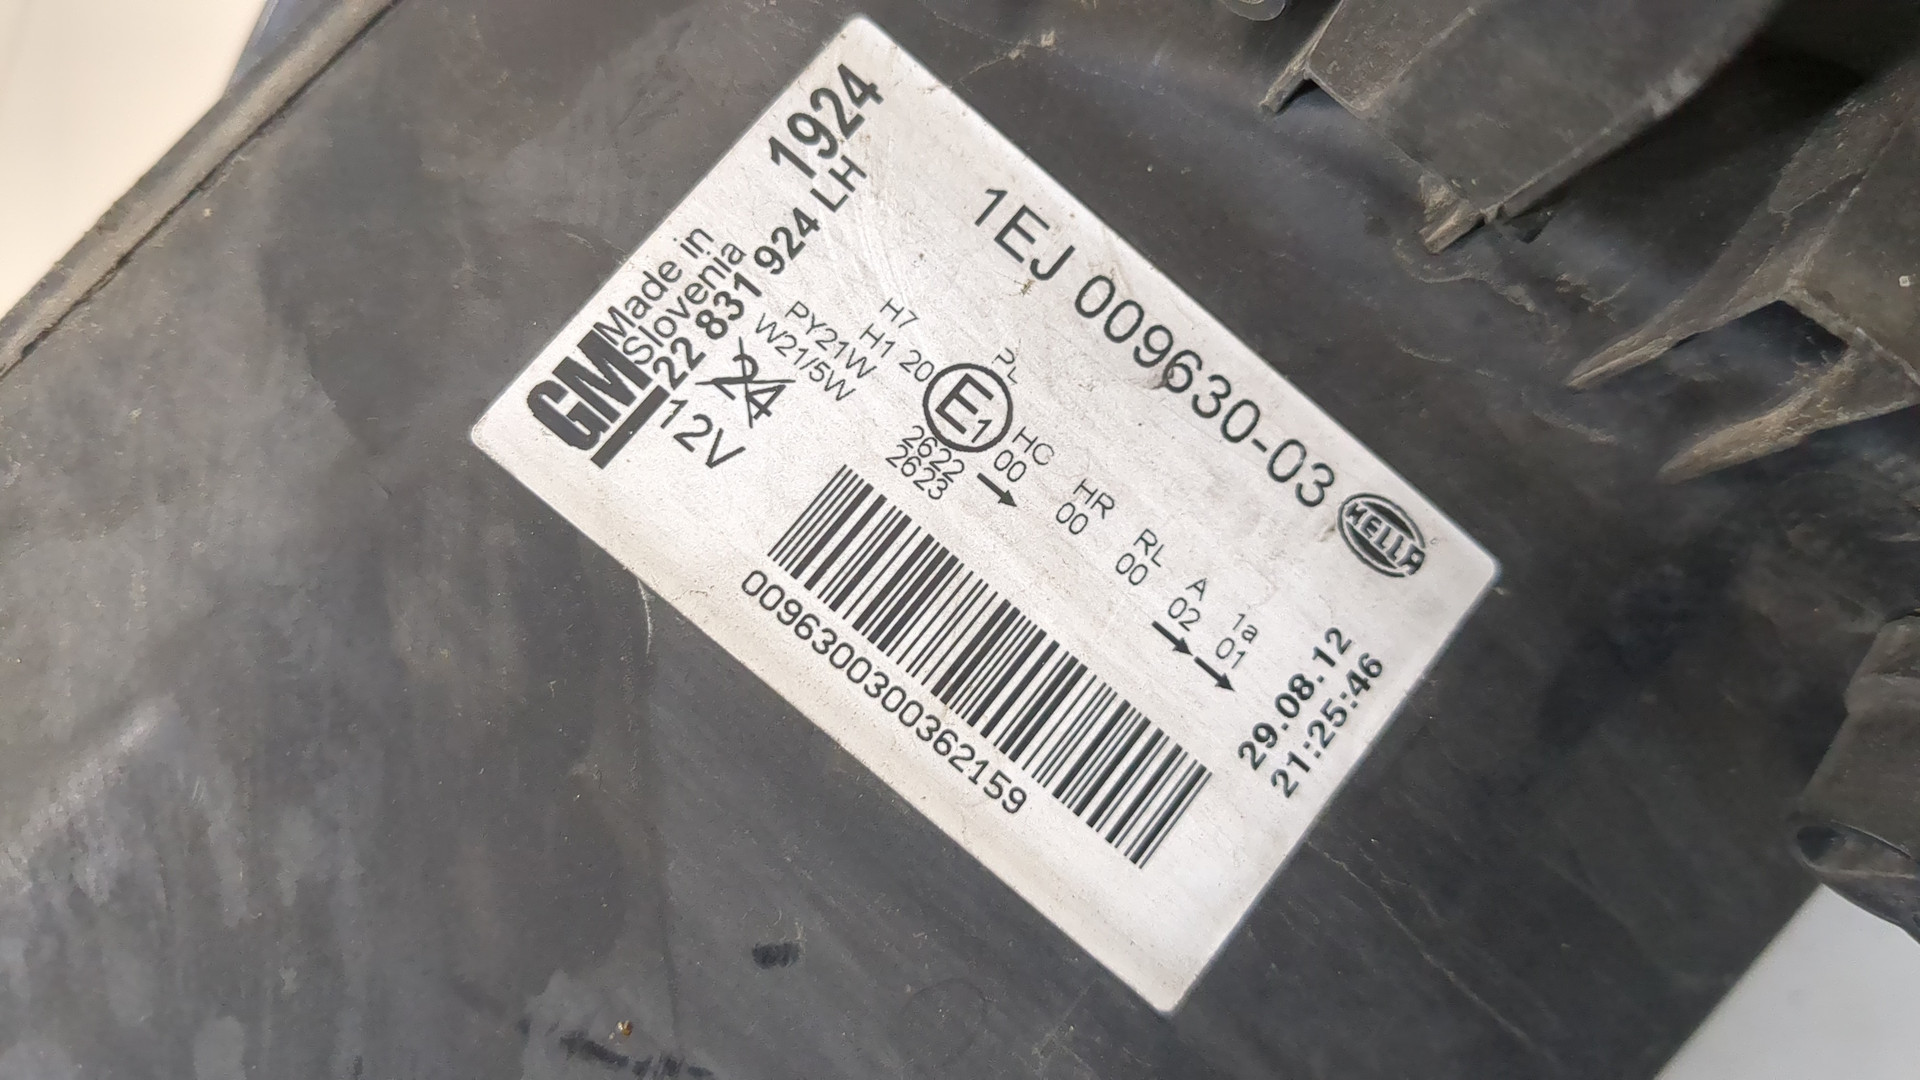 1EJ 009630-03
HELLA
1924
22 831 924 LH
Made in
Slovenia
GM
12V
H7
H1 20
PY21W
W21/5W
PL
E1
2622
2623
HC HR RL A 1a
00 00 00 02 01
29.08.12
21:25:46
0096300300362159